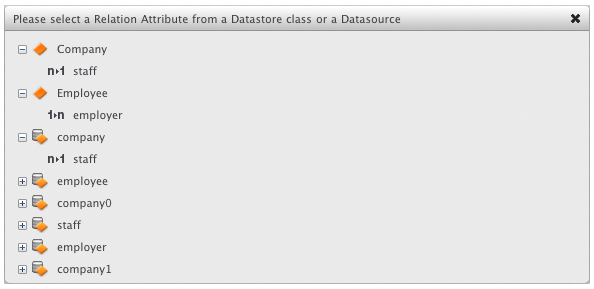 Please select a Relation Attribute from a Datastore class or a Datasource
Company
n▸1 staff
Employee
1▸n employer
company
n▸1 staff
employee
company0
staff
employer
company1